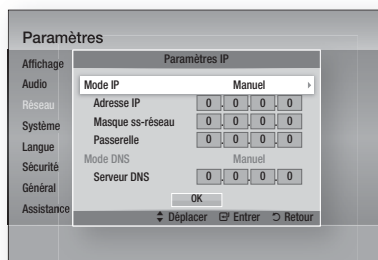 Paramètres
Affichage
Audio
Réseau
Système
Langue
Sécurité
Général
Assistance
Paramètres IP
Mode IP Manuel
Adresse IP 0 . 0 . 0 . 0
Masque ss-réseau 0 . 0 . 0 . 0
Passerelle 0 . 0 . 0 . 0
Mode DNS Manuel
Serveur DNS 0 . 0 . 0 . 0
OK
Déplacer Entrer Retour